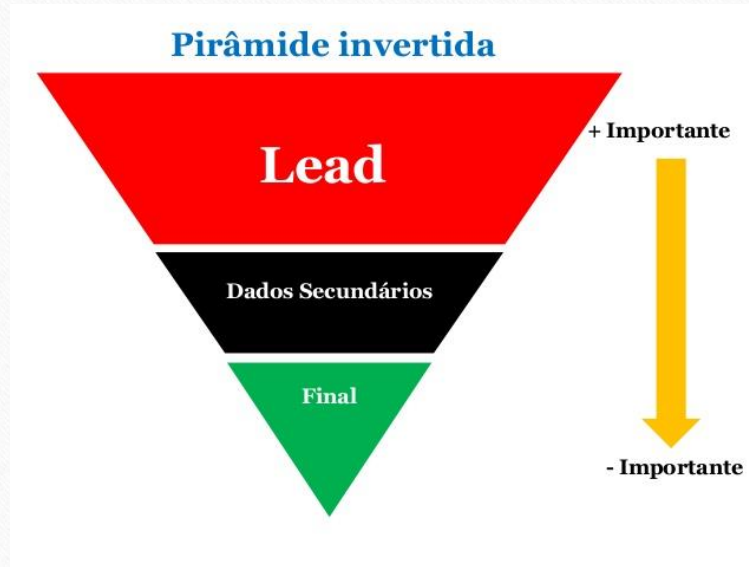 Pirâmide invertida
+ Importante
Lead
Dados Secundários
Final
- Importante